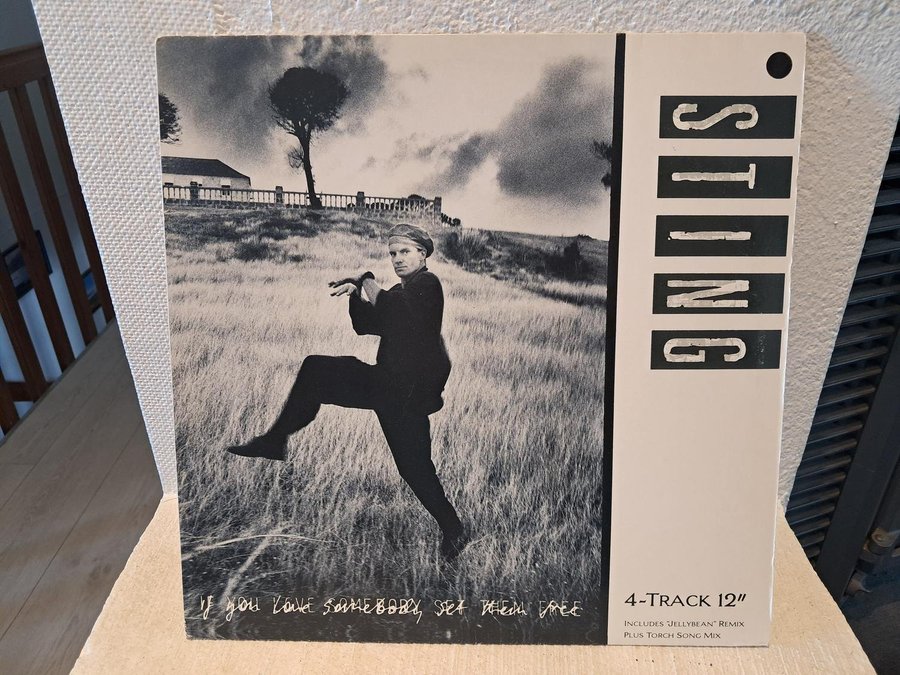 STING
If you love SOMEBODY SET THEM FREE
4-TRACK 12"
INCLUDES "JELLYBEAN" REMIX
PLUS TORCH SONG MIX